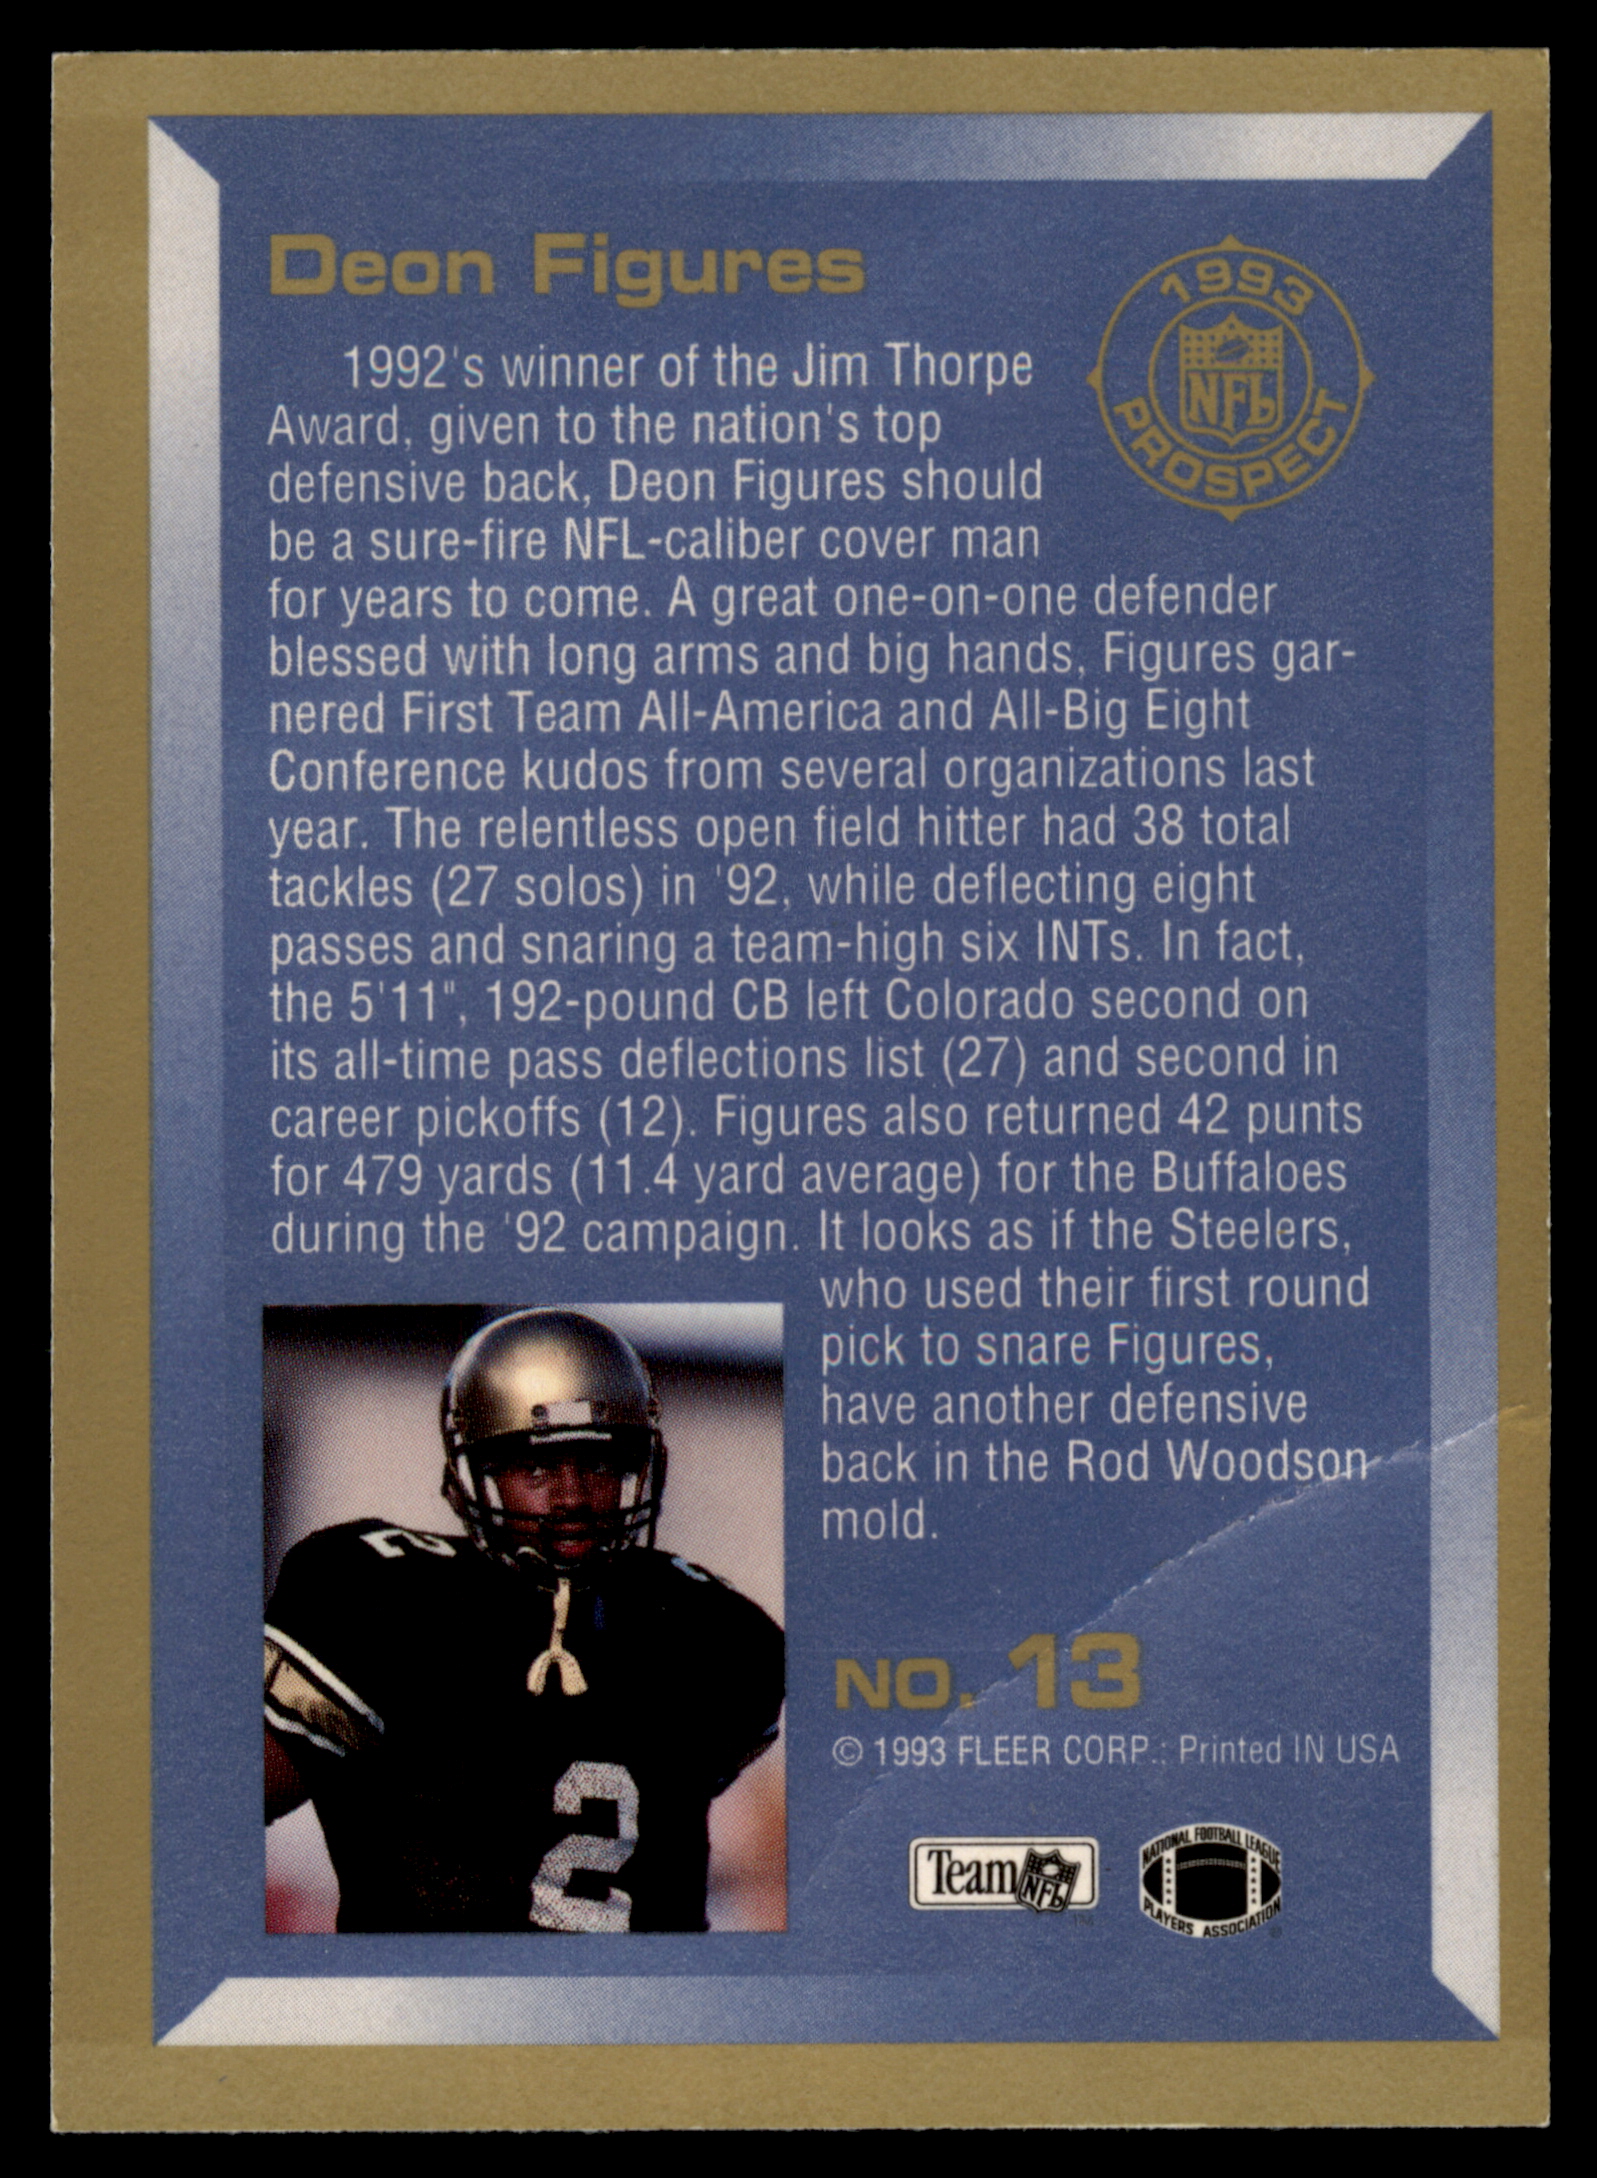 Deon Figures
1993
NFL
PROSPECT
1992's winner of the Jim Thorpe
Award, given to the nation's top
defensive back, Deon Figures should
be a sure-fire NFL-caliber cover man
for years to come. A great one-on-one defender
blessed with long arms and big hands, Figures gar-
nered First Team All-America and All-Big Eight
Conference kudos from several organizations last
year. The relentless open field hitter had 38 total
tackles (27 solos) in '92, while deflecting eight
passes and snaring a team-high six INTs. In fact,
the 5'11", 192-pound CB left Colorado second on
its all-time pass deflections list (27) and second in
career pickoffs (12). Figures also returned 42 punts
for 479 yards (11.4 yard average) for the Buffaloes
during the '92 campaign. It looks as if the Steelers,
who used their first round
pick to snare Figures,
have another defensive
back in the Rod Woodson
mold.
2
2
NO. 13
© 1993 FLEER CORP.: Printed IN USA
Team NFL TM
NATIONAL FOOTBALL LEAGUE
PLAYERS ASSOCIATION